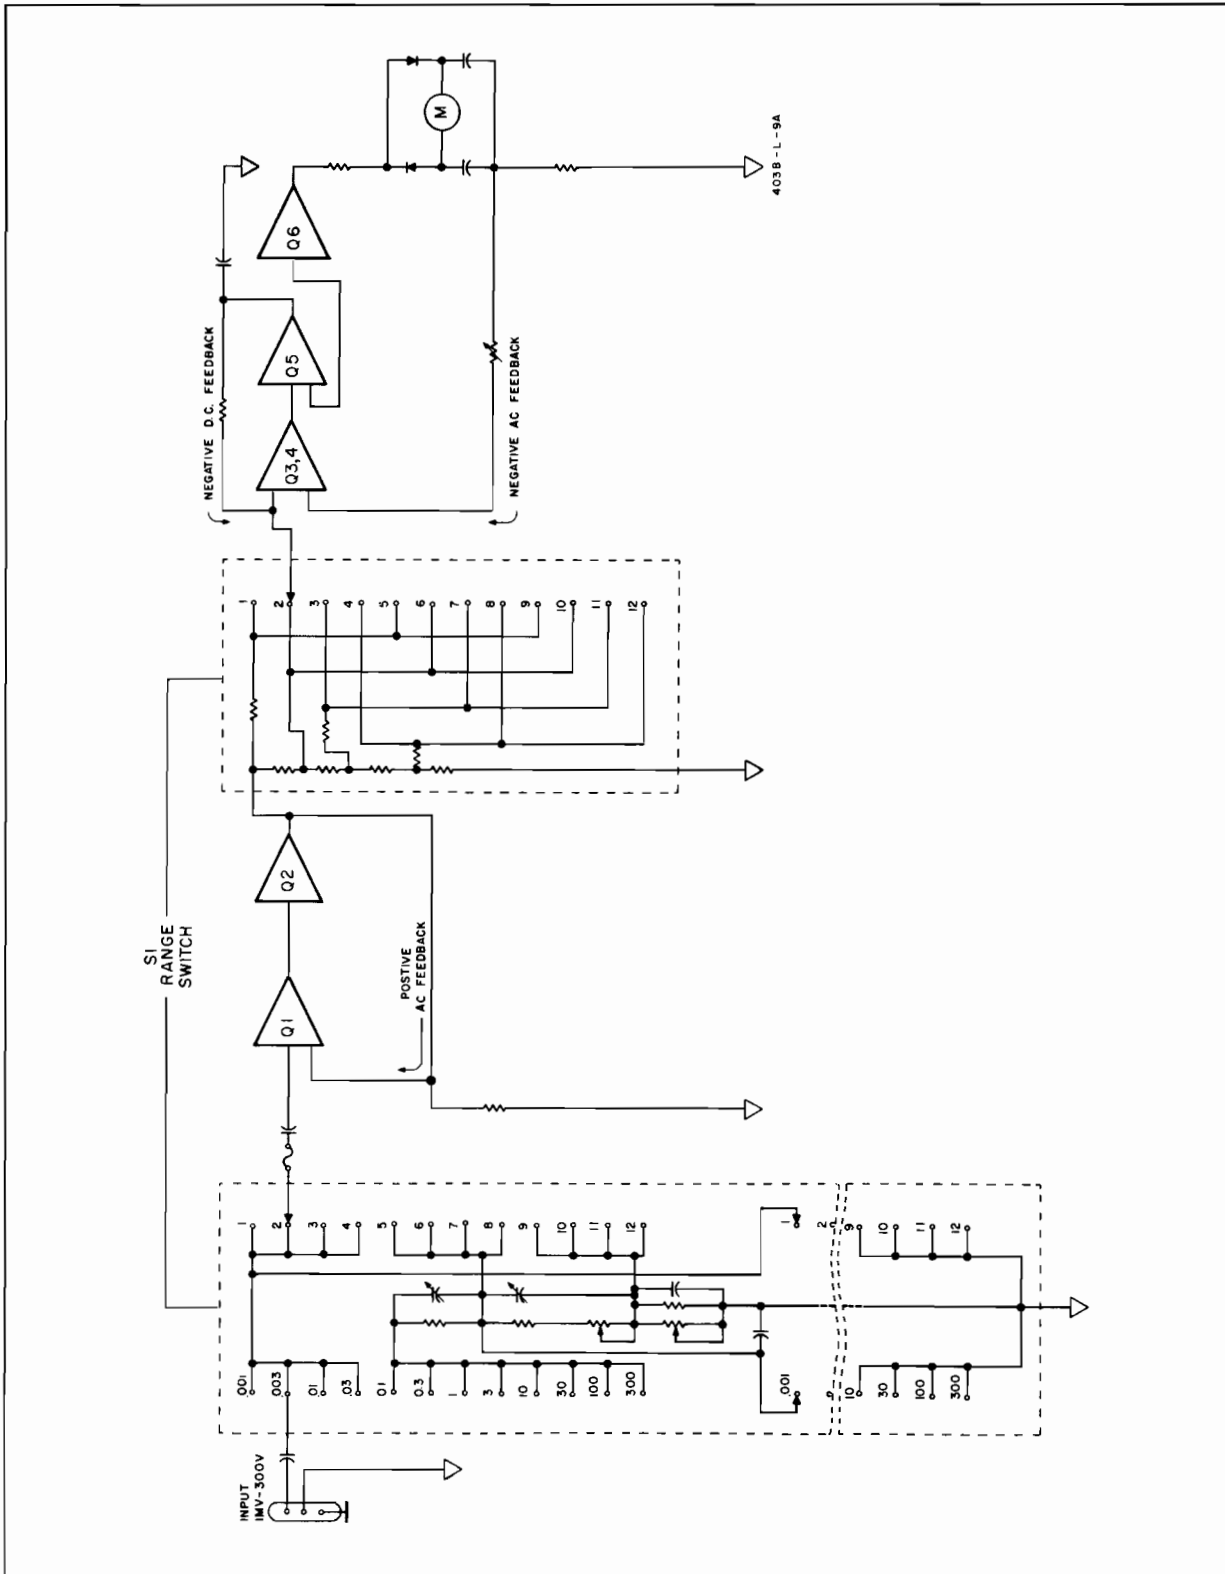 S1
RANGE
SWITCH
INPUT
1MV-300V
.001
.003
.01
.03
0.1
0.3
1
3
10
30
100
300
.001
10
30
100
300
1
2
3
4
5
6
7
8
9
10
11
12
1
2
9
10
11
12
Q1
POSTIVE
AC FEEDBACK
Q2
1
2
3
4
5
6
7
8
9
10
11
12
NEGATIVE D.C. FEEDBACK
Q3,4
Q5
Q6
NEGATIVE AC FEEDBACK
M
403B-L-9A